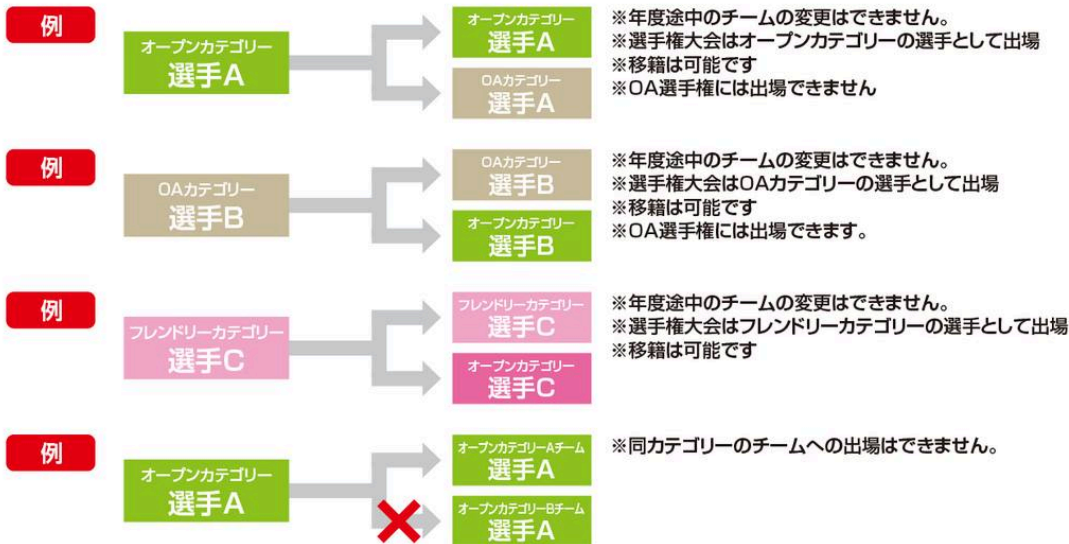 例
オープンカテゴリー
選手A
オープンカテゴリー
選手A
OAカテゴリー
選手A
※年度途中のチームの変更はできません。
※選手権大会はオープンカテゴリーの選手として出場
※移籍は可能です
※OA選手権には出場できません
例
OAカテゴリー
選手B
OAカテゴリー
選手B
オープンカテゴリー
選手B
※年度途中のチームの変更はできません。
※選手権大会はOAカテゴリーの選手として出場
※移籍は可能です
※OA選手権には出場できます。
例
フレンドリーカテゴリー
選手C
フレンドリーカテゴリー
選手C
オープンカテゴリー
選手C
※年度途中のチームの変更はできません。
※選手権大会はフレンドリーカテゴリーの選手として出場
※移籍は可能です
例
オープンカテゴリー
選手A
オープンカテゴリーAチーム
選手A
オープンカテゴリーBチーム
選手A
※同カテゴリーのチームへの出場はできません。